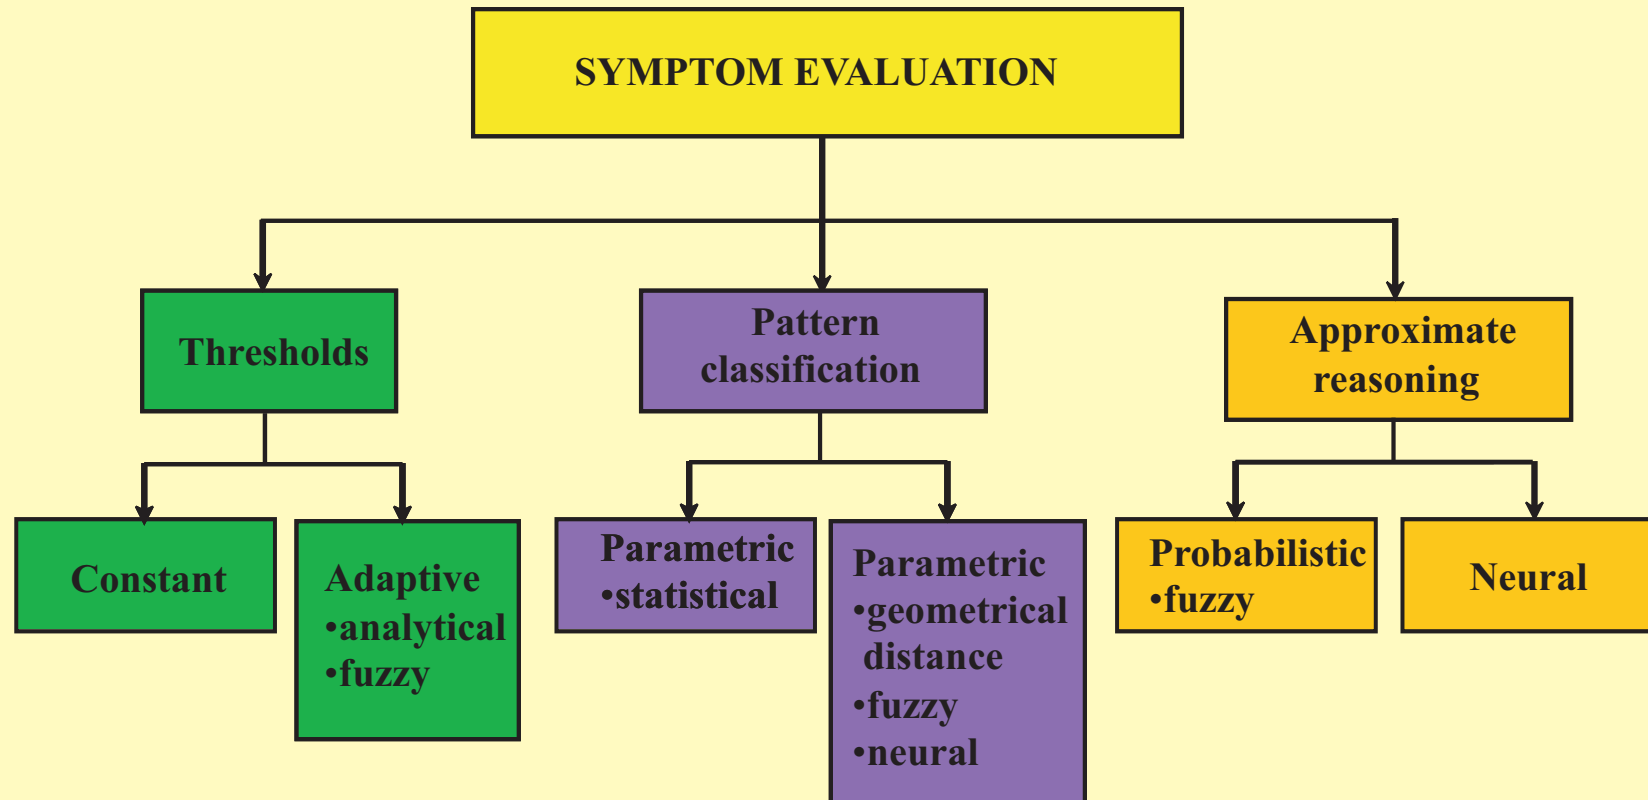 SYMPTOM EVALUATION
Thresholds
Pattern
classification
Approximate
reasoning
Constant
Adaptive
•analytical
•fuzzy
Parametric
•statistical
Parametric
•geometrical
distance
•fuzzy
•neural
Probabilistic
•fuzzy
Neural